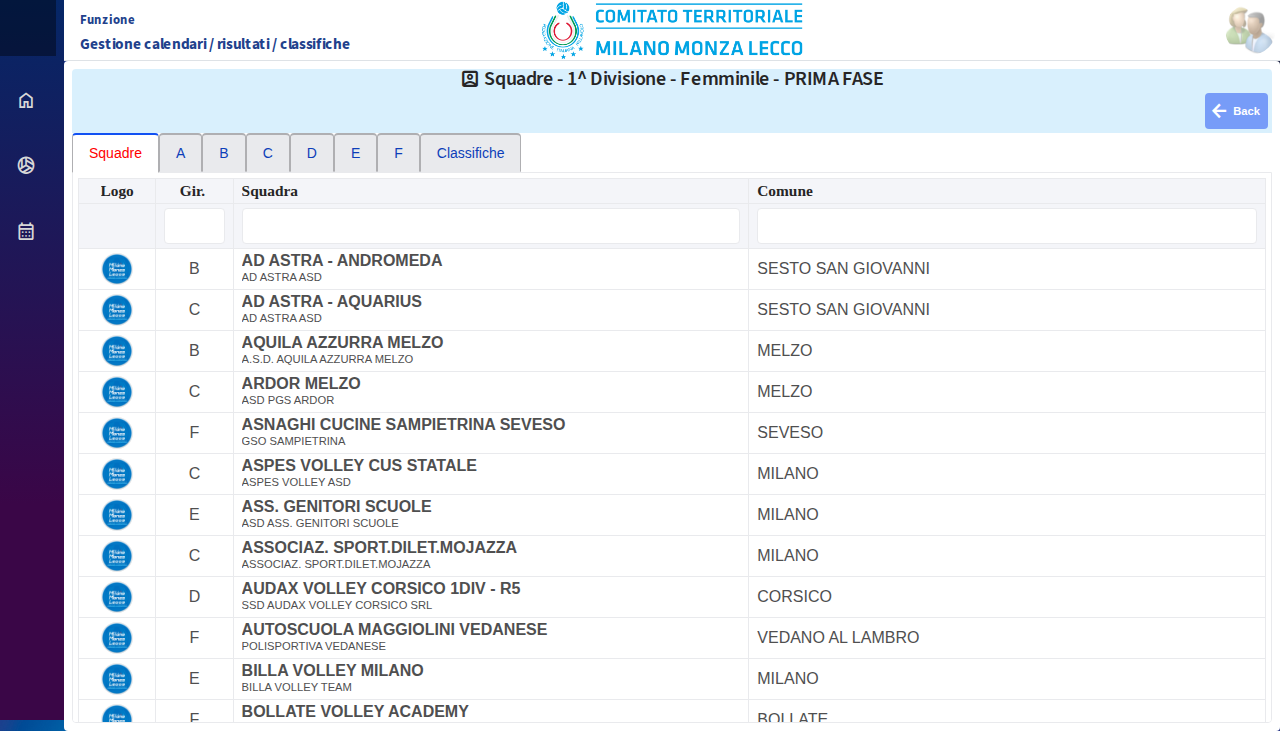 Funzione
Gestione calendari / risultati / classifiche
COMITATO TERRITORIALE
MILANO MONZA LECCO
Squadre - 1^ Divisione - Femminile - PRIMA FASE
Back
Squadre A B C D E F Classifiche
Logo Gir. Squadra Comune
B AD ASTRA - ANDROMEDA SESTO SAN GIOVANNI
AD ASTRA ASD
C AD ASTRA - AQUARIUS SESTO SAN GIOVANNI
AD ASTRA ASD
B AQUILA AZZURRA MELZO MELZO
A.S.D. AQUILA AZZURRA MELZO
C ARDOR MELZO MELZO
ASD PGS ARDOR
F ASNAGHI CUCINE SAMPIETRINA SEVESO SEVESO
GSO SAMPIETRINA
C ASPES VOLLEY CUS STATALE MILANO
ASPES VOLLEY ASD
E ASS. GENITORI SCUOLE MILANO
ASD ASS. GENITORI SCUOLE
C ASSOCIAZ. SPORT.DILET.MOJAZZA MILANO
ASSOCIAZ. SPORT.DILET.MOJAZZA
D AUDAX VOLLEY CORSICO 1DIV - R5 CORSICO
SSD AUDAX VOLLEY CORSICO SRL
F AUTOSCUOLA MAGGIOLINI VEDANESE VEDANO AL LAMBRO
POLISPORTIVA VEDANESE
E BILLA VOLLEY MILANO MILANO
BILLA VOLLEY TEAM
BOLLATE VOLLEY ACADEMY BOLLATE